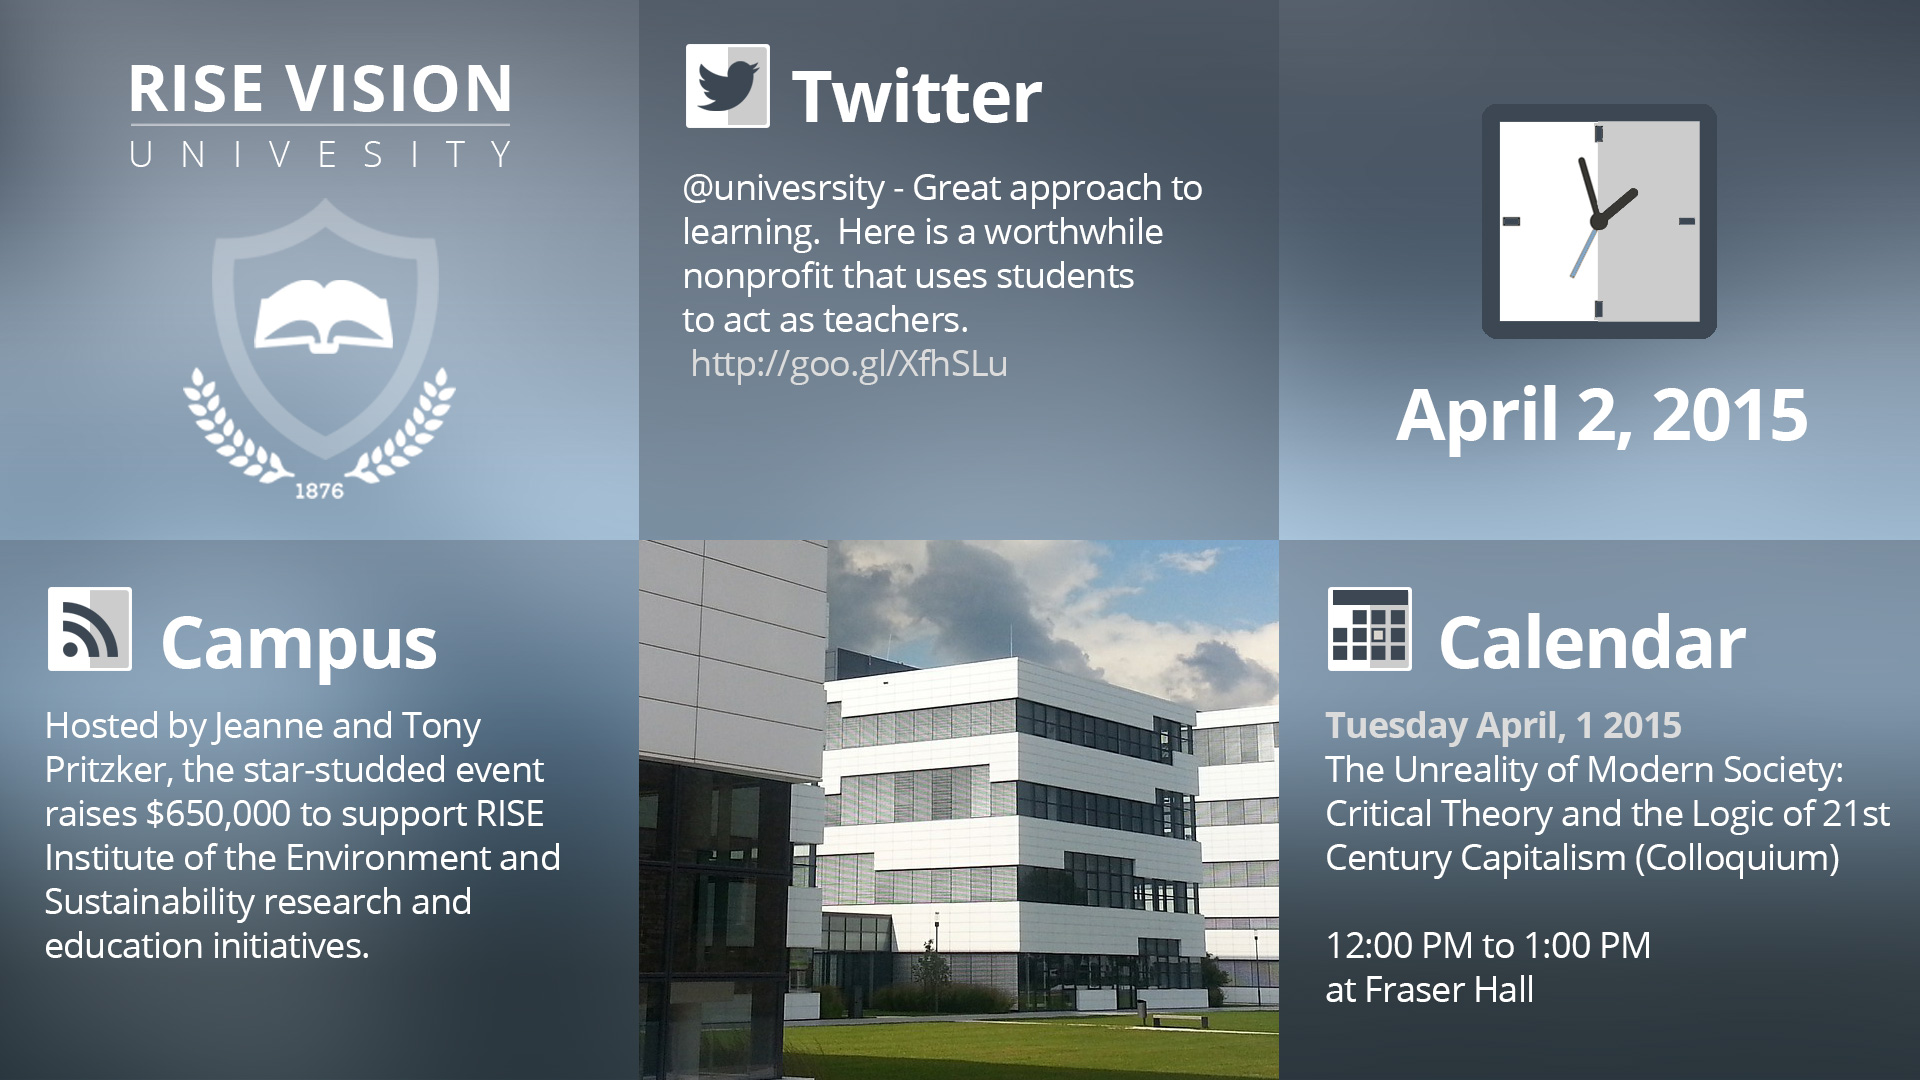 RISE VISION
UNIVESITY
1876
Twitter
@univesrsity - Great approach to
learning.  Here is a worthwhile
nonprofit that uses students
to act as teachers.
http://goo.gl/XfhSLu
April 2, 2015
Campus
Hosted by Jeanne and Tony
Pritzker, the star-studded event
raises $650,000 to support RISE
Institute of the Environment and
Sustainability research and
education initiatives.
Calendar
Tuesday April, 1 2015
The Unreality of Modern Society:
Critical Theory and the Logic of 21st
Century Capitalism (Colloquium)
12:00 PM to 1:00 PM
at Fraser Hall